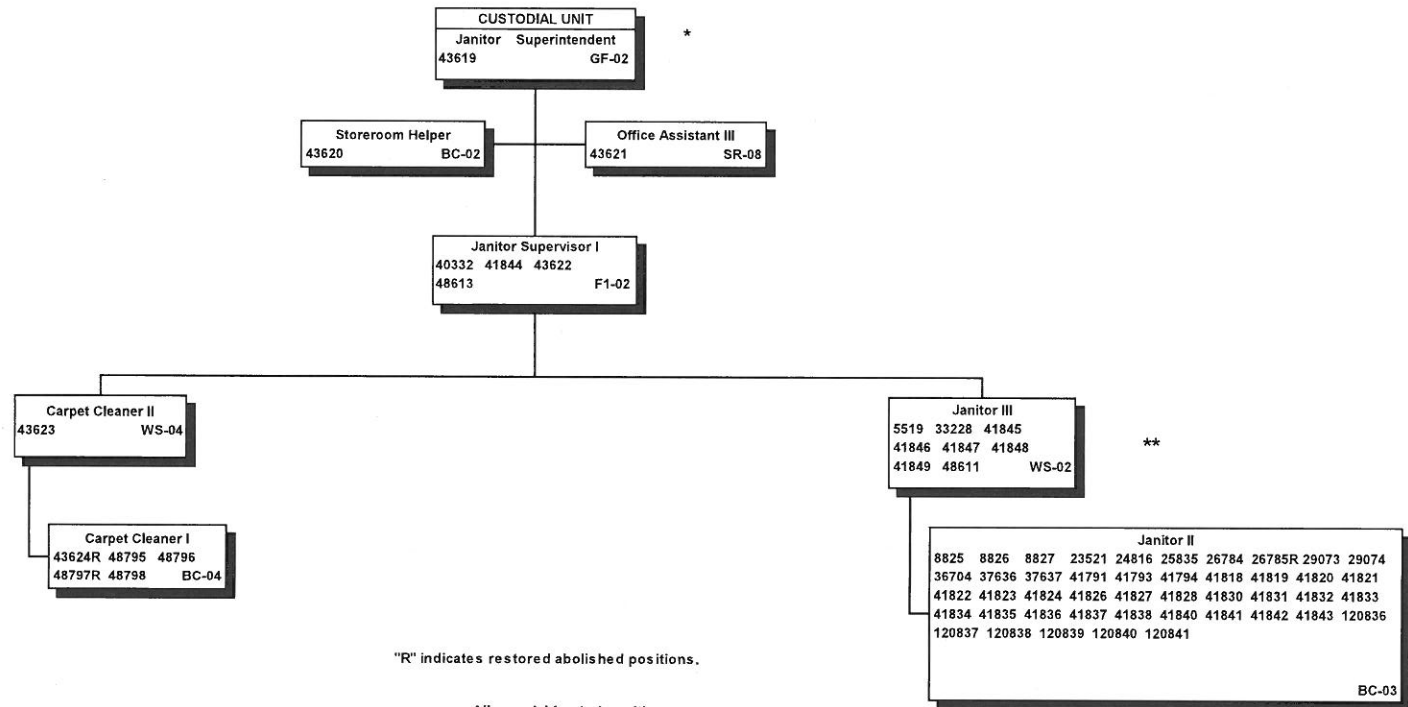 CUSTODIAL UNIT
Janitor Superintendent
43619 GF-02
*
Storeroom Helper
43620 BC-02
Office Assistant III
43621 SR-08
Janitor Supervisor I
40332 41844 43622
48613 F1-02
Carpet Cleaner II
43623 WS-04
Janitor III
5519 33228 41845
41846 41847 41848
41849 48611 WS-02
**
Carpet Cleaner I
43624R 48795 48796
48797R 48798 BC-04
Janitor II
8825 8826 8827 23521 24816 25835 26784 26785R 29073 29074
36704 37636 37637 41791 41793 41794 41818 41819 41820 41821
41822 41823 41824 41826 41827 41828 41830 41831 41832 41833
41834 41835 41836 41837 41838 41840 41841 41842 41843 120836
120837 120838 120839 120840 120841
BC-03
"R" indicates restored abolished positions.